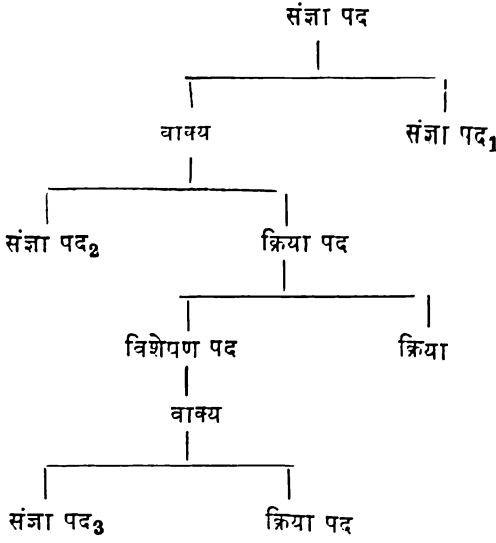 संज्ञा पद
वाक्य संज्ञा पद₁
संज्ञा पद₂ क्रिया पद
विशेषण पद क्रिया
वाक्य
संज्ञा पद₃ क्रिया पद